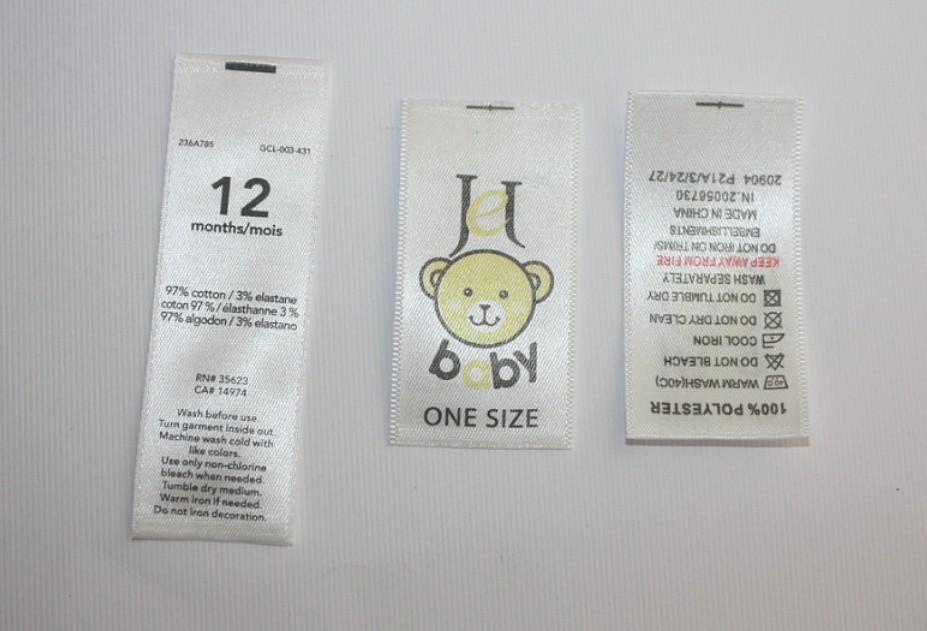 236A785 GCL-003-431
12
months/mois
97% cotton / 3% elastane
coton 97 % / élasthanne 3 %
97% algodon / 3% elastano
RN# 35623
CA# 14974
Wash before use.
Turn garment inside out.
Machine wash cold with
like colors.
Use only non-chlorine
bleach when needed.
Tumble dry medium.
Warm iron if needed.
Do not iron decoration.
baby
ONE SIZE
100% POLYESTER
WARM WASH(40C)
DO NOT BLEACH
COOL IRON
DO NOT DRY CLEAN
DO NOT TUMBLE DRY
WASH SEPARATELY
KEEP AWAY FROM FIRE
DO NOT IRON ON TRIMS/
EMBELLISHMENTS
MADE IN CHINA
IN.20056730
20904 P21A/3/24/27